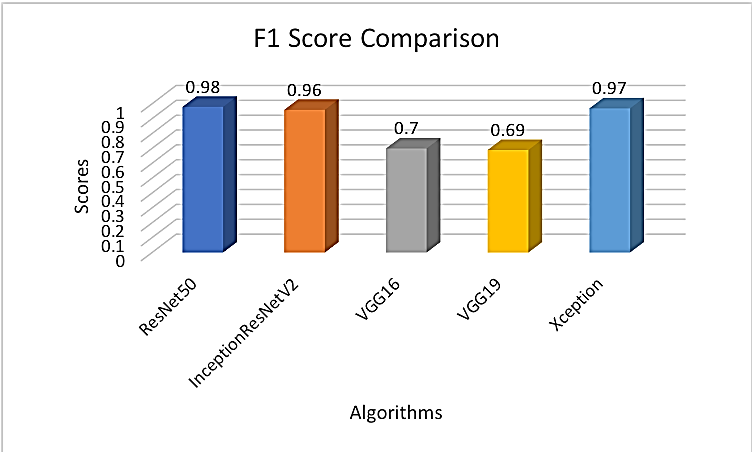 F1 Score Comparison
0.98
0.96
0.7
0.69
0.97
Scores
1
0.9
0.8
0.7
0.6
0.5
0.4
0.3
0.2
0.1
0
ResNet50
InceptionResNetV2
VGG16
VGG19
Xception
Algorithms